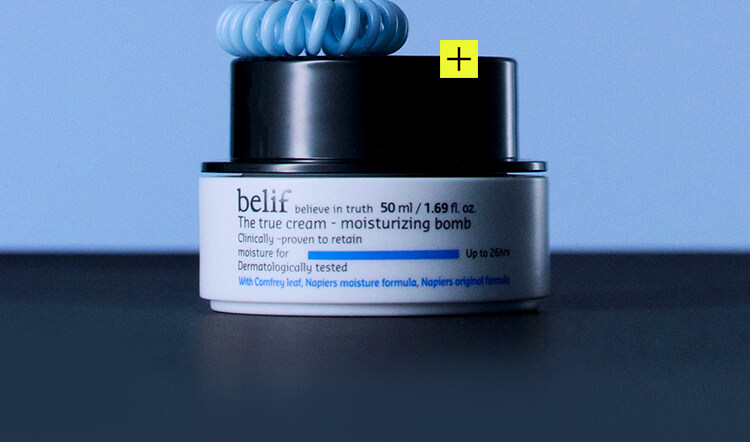 +
belif believe in truth 50 ml / 1.69 fl. oz.
The true cream - moisturizing bomb
Clinically -proven to retain
moisture for Up to 26hrs
Dermatologically tested
With Comfrey leaf, Napiers moisture formula, Napiers original formula